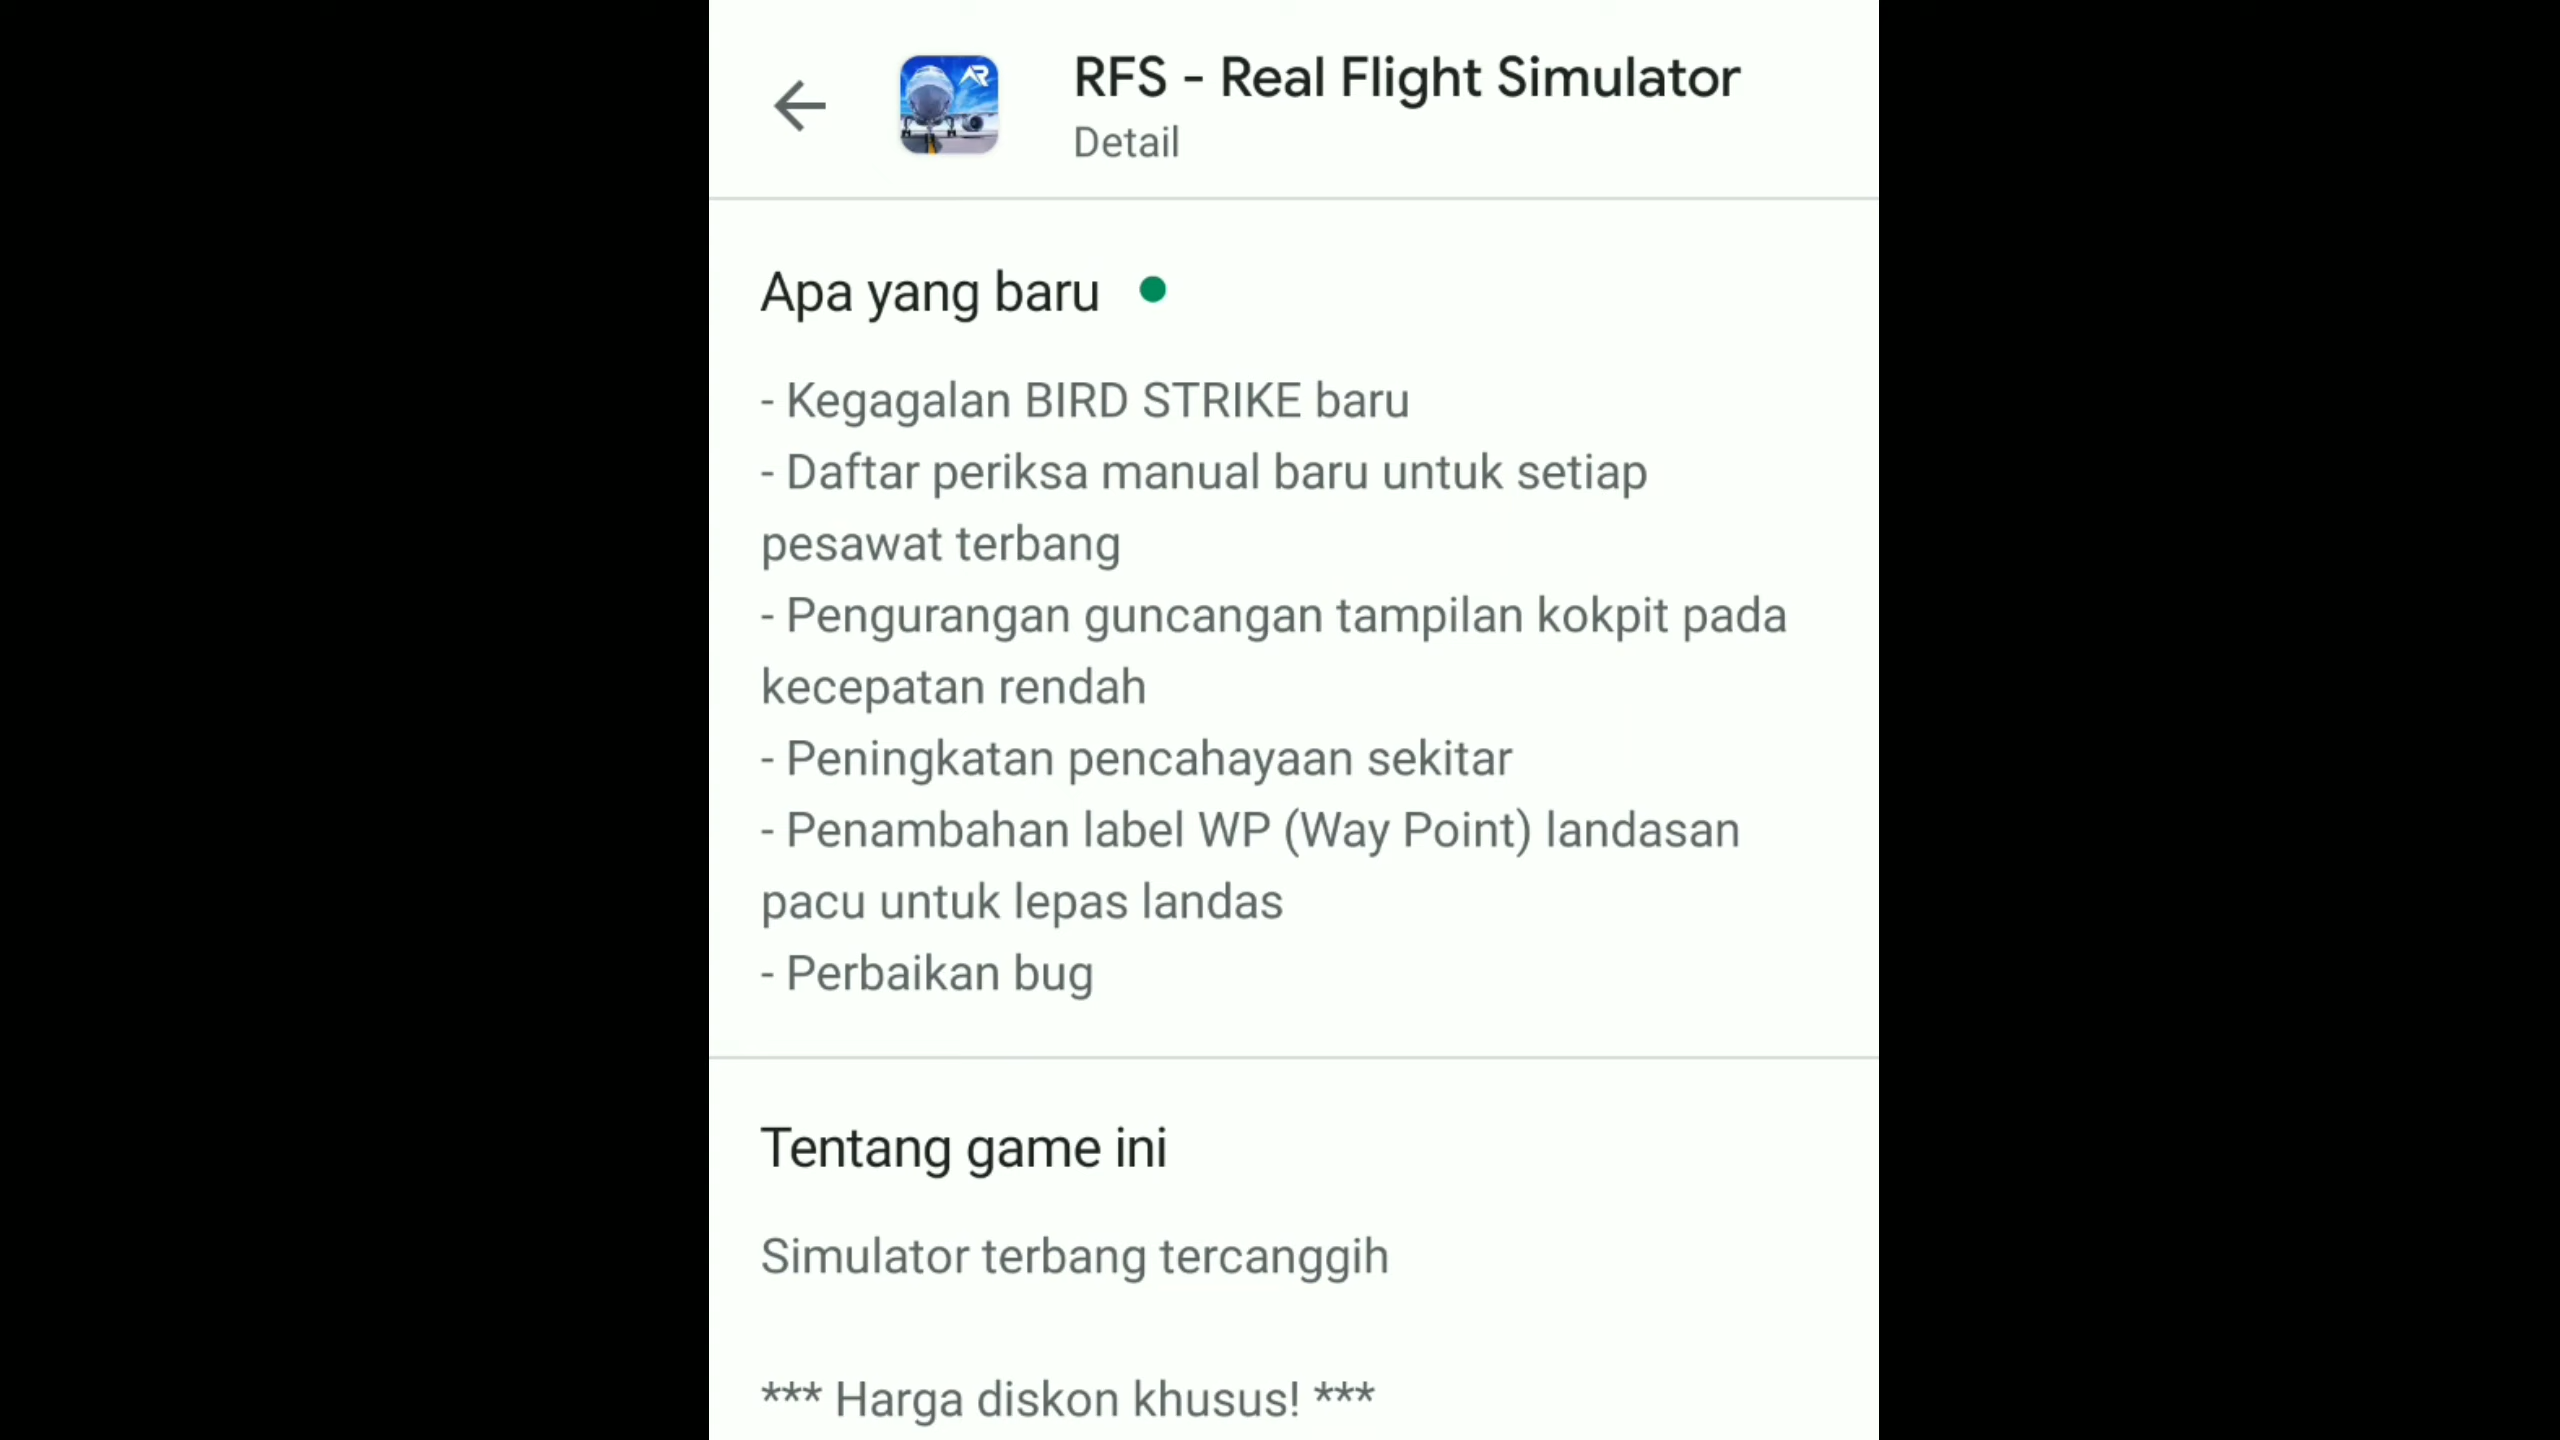 RFS - Real Flight Simulator
Detail
Apa yang baru
- Kegagalan BIRD STRIKE baru
- Daftar periksa manual baru untuk setiap
pesawat terbang
- Pengurangan guncangan tampilan kokpit pada
kecepatan rendah
- Peningkatan pencahayaan sekitar
- Penambahan label WP (Way Point) landasan
pacu untuk lepas landas
- Perbaikan bug
Tentang game ini
Simulator terbang tercanggih
*** Harga diskon khusus! ***